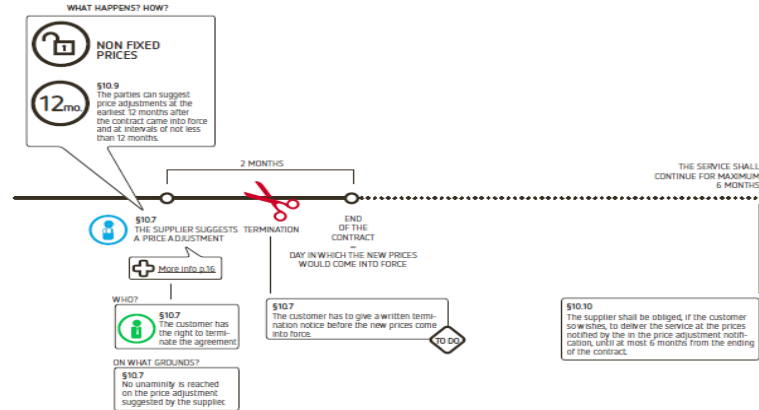 WHAT HAPPENS? HOW?
NON FIXED
PRICES
12mo.
§10.9
The parties can suggest
price adjustments at the
earliest 12 months after
the contract came into force
and at intervals of not less
than 12 months.
2 MONTHS
THE SERVICE SHALL
CONTINUE FOR MAXIMUM
6 MONTHS
§10.7
THE SUPPLIER SUGGESTS
A PRICE ADJUSTMENT
TERMINATION
END
OF THE
CONTRACT
–
DAY IN WHICH THE NEW PRICES
WOULD COME INTO FORCE
More info p.16
WHO?
§10.7
The customer has
the right to termi-
nate the agreement
ON WHAT GROUNDS?
§10.7
No unaminity is reached
on the price adjustment
suggested by the supplier.
§10.7
The customer has to give a written termi-
nation notice before the new prices come
into force.
TO DO
§10.10
The supplier shall be obliged, if the customer
so wishes, to deliver the service at the prices
notified by the in the price adjustment notifi-
cation, until at most 6 months from the ending
of the contract.